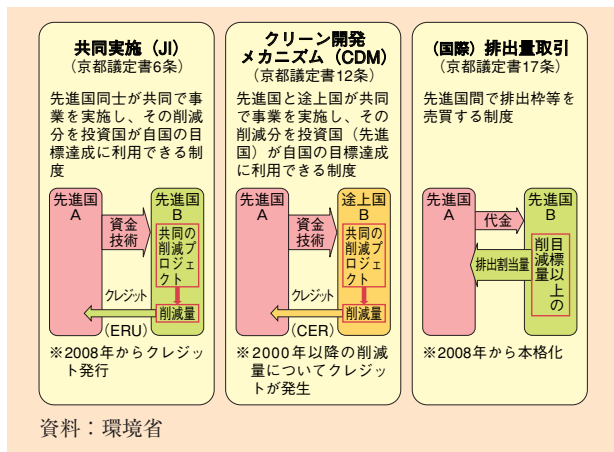 共同実施（JI）
（京都議定書6条）
先進国同士が共同で事
業を実施し、その削減
分を投資国が自国の目
標達成に利用できる制
度
先進国
A
先進国
B
資金
技術
共同の
削減プ
ロジェ
クト
クレジット
削減量
（ERU）
※2008年からクレジッ
ト発行
クリーン開発
メカニズム（CDM）
（京都議定書12条）
先進国と途上国が共同
で事業を実施し、その
削減分を投資国（先進
国）が自国の目標達成
に利用できる制度
先進国
A
途上国
B
資金
技術
共同の
削減プ
ロジェ
クト
クレジット
削減量
（CER）
※2000年以降の削減
量についてクレジッ
トが発生
（国際）排出量取引
（京都議定書17条）
先進国間で排出枠等を
売買する制度
先進国
A
先進国
B
代金
排出割当量
目標以上の
削減量
※2008年から本格化
資料：環境省